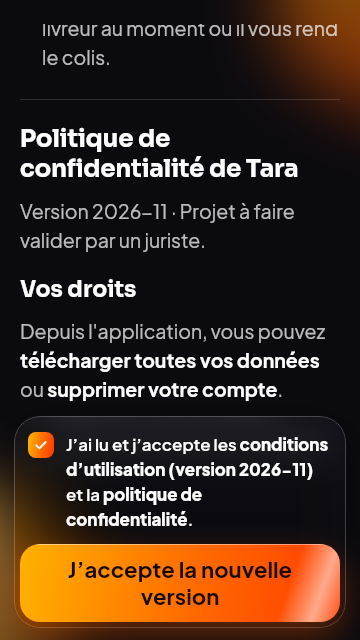 livreur au moment où il vous rend
le colis.
Politique de
confidentialité de Tara
Version 2026–11 · Projet à faire
valider par un juriste.
Vos droits
Depuis l'application, vous pouvez
télécharger toutes vos données
ou supprimer votre compte.
J’ai lu et j’accepte les conditions
d’utilisation (version 2026–11)
et la politique de
confidentialité.
J’accepte la nouvelle
version